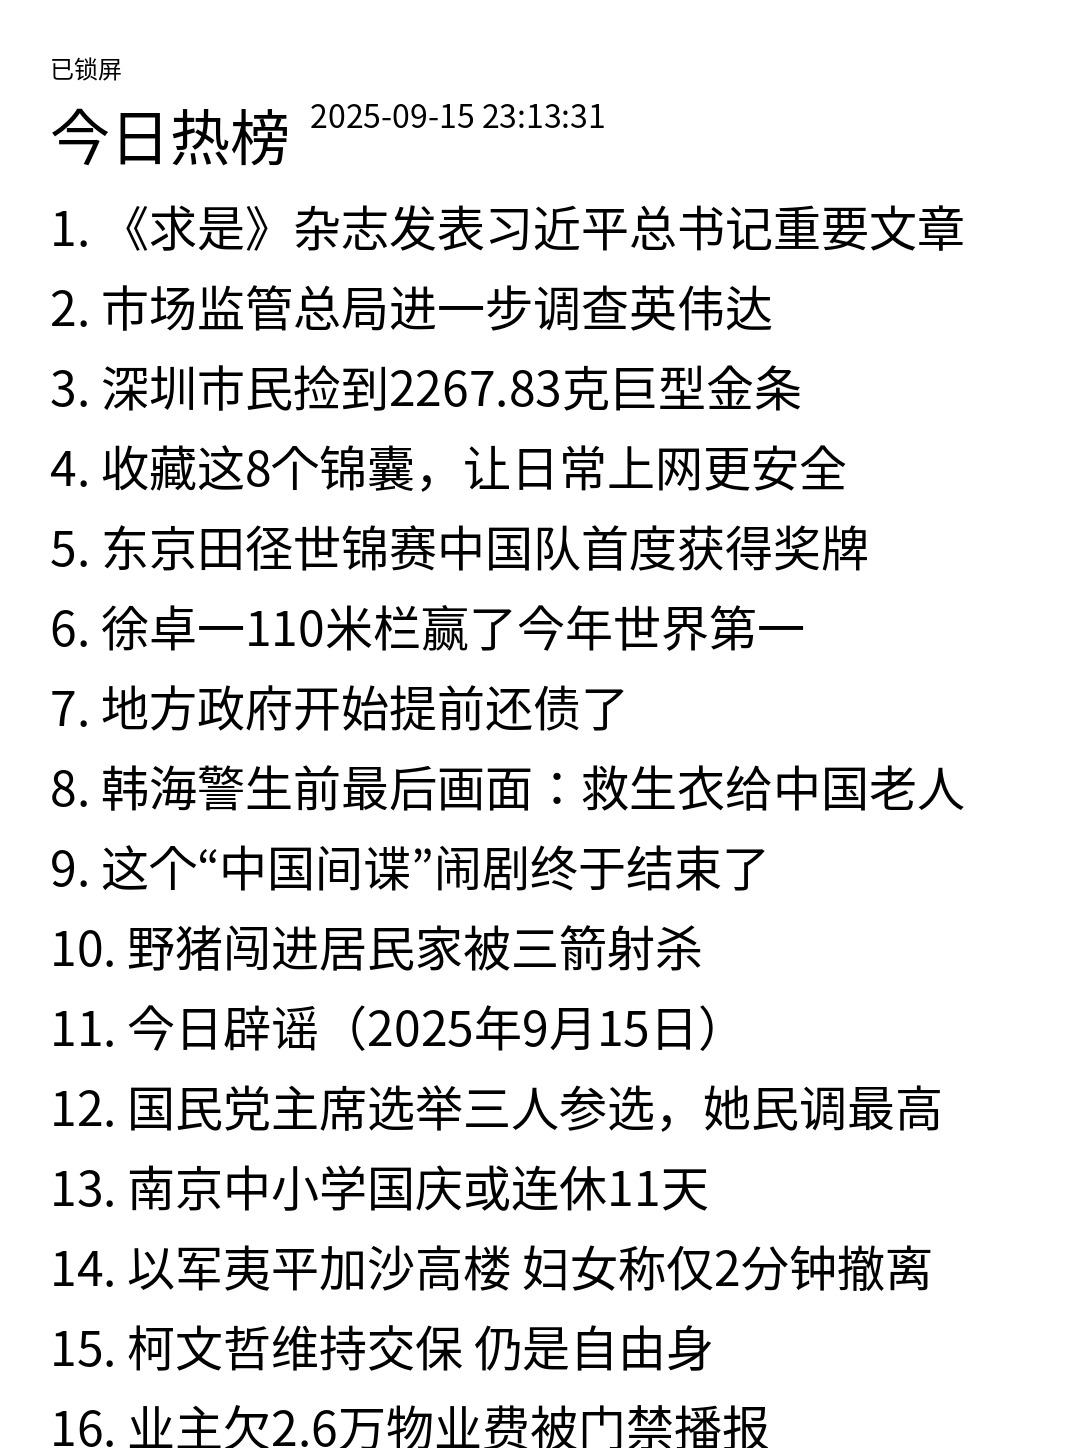 已锁屏
今日热榜 2025-09-15 23:13:31
1. 《求是》杂志发表习近平总书记重要文章
2. 市场监管总局进一步调查英伟达
3. 深圳市民捡到2267.83克巨型金条
4. 收藏这8个锦囊，让日常上网更安全
5. 东京田径世锦赛中国队首度获得奖牌
6. 徐卓一110米栏赢了今年世界第一
7. 地方政府开始提前还债了
8. 韩海警生前最后画面：救生衣给中国老人
9. 这个“中国间谍”闹剧终于结束了
10. 野猪闯进居民家被三箭射杀
11. 今日辟谣（2025年9月15日）
12. 国民党主席选举三人参选，她民调最高
13. 南京中小学国庆或连休11天
14. 以军夷平加沙高楼 妇女称仅2分钟撤离
15. 柯文哲维持交保 仍是自由身
16. 业主欠2.6万物业费被门禁播报